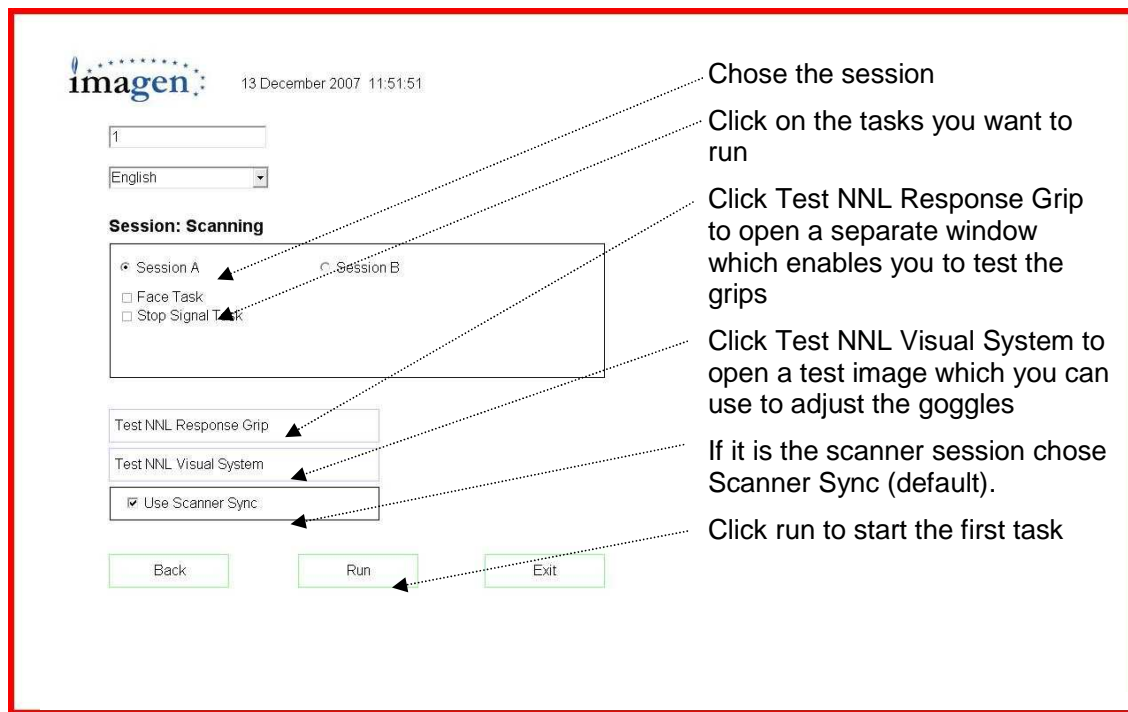 imagen
13 December 2007 11:51:51
1
English
Session: Scanning
Session A
Session B
Face Task
Stop Signal Task
Test NNL Response Grip
Test NNL Visual System
Use Scanner Sync
Back
Run
Exit
Chose the session
Click on the tasks you want to
run
Click Test NNL Response Grip
to open a separate window
which enables you to test the
grips
Click Test NNL Visual System to
open a test image which you can
use to adjust the goggles
If it is the scanner session chose
Scanner Sync (default).
Click run to start the first task